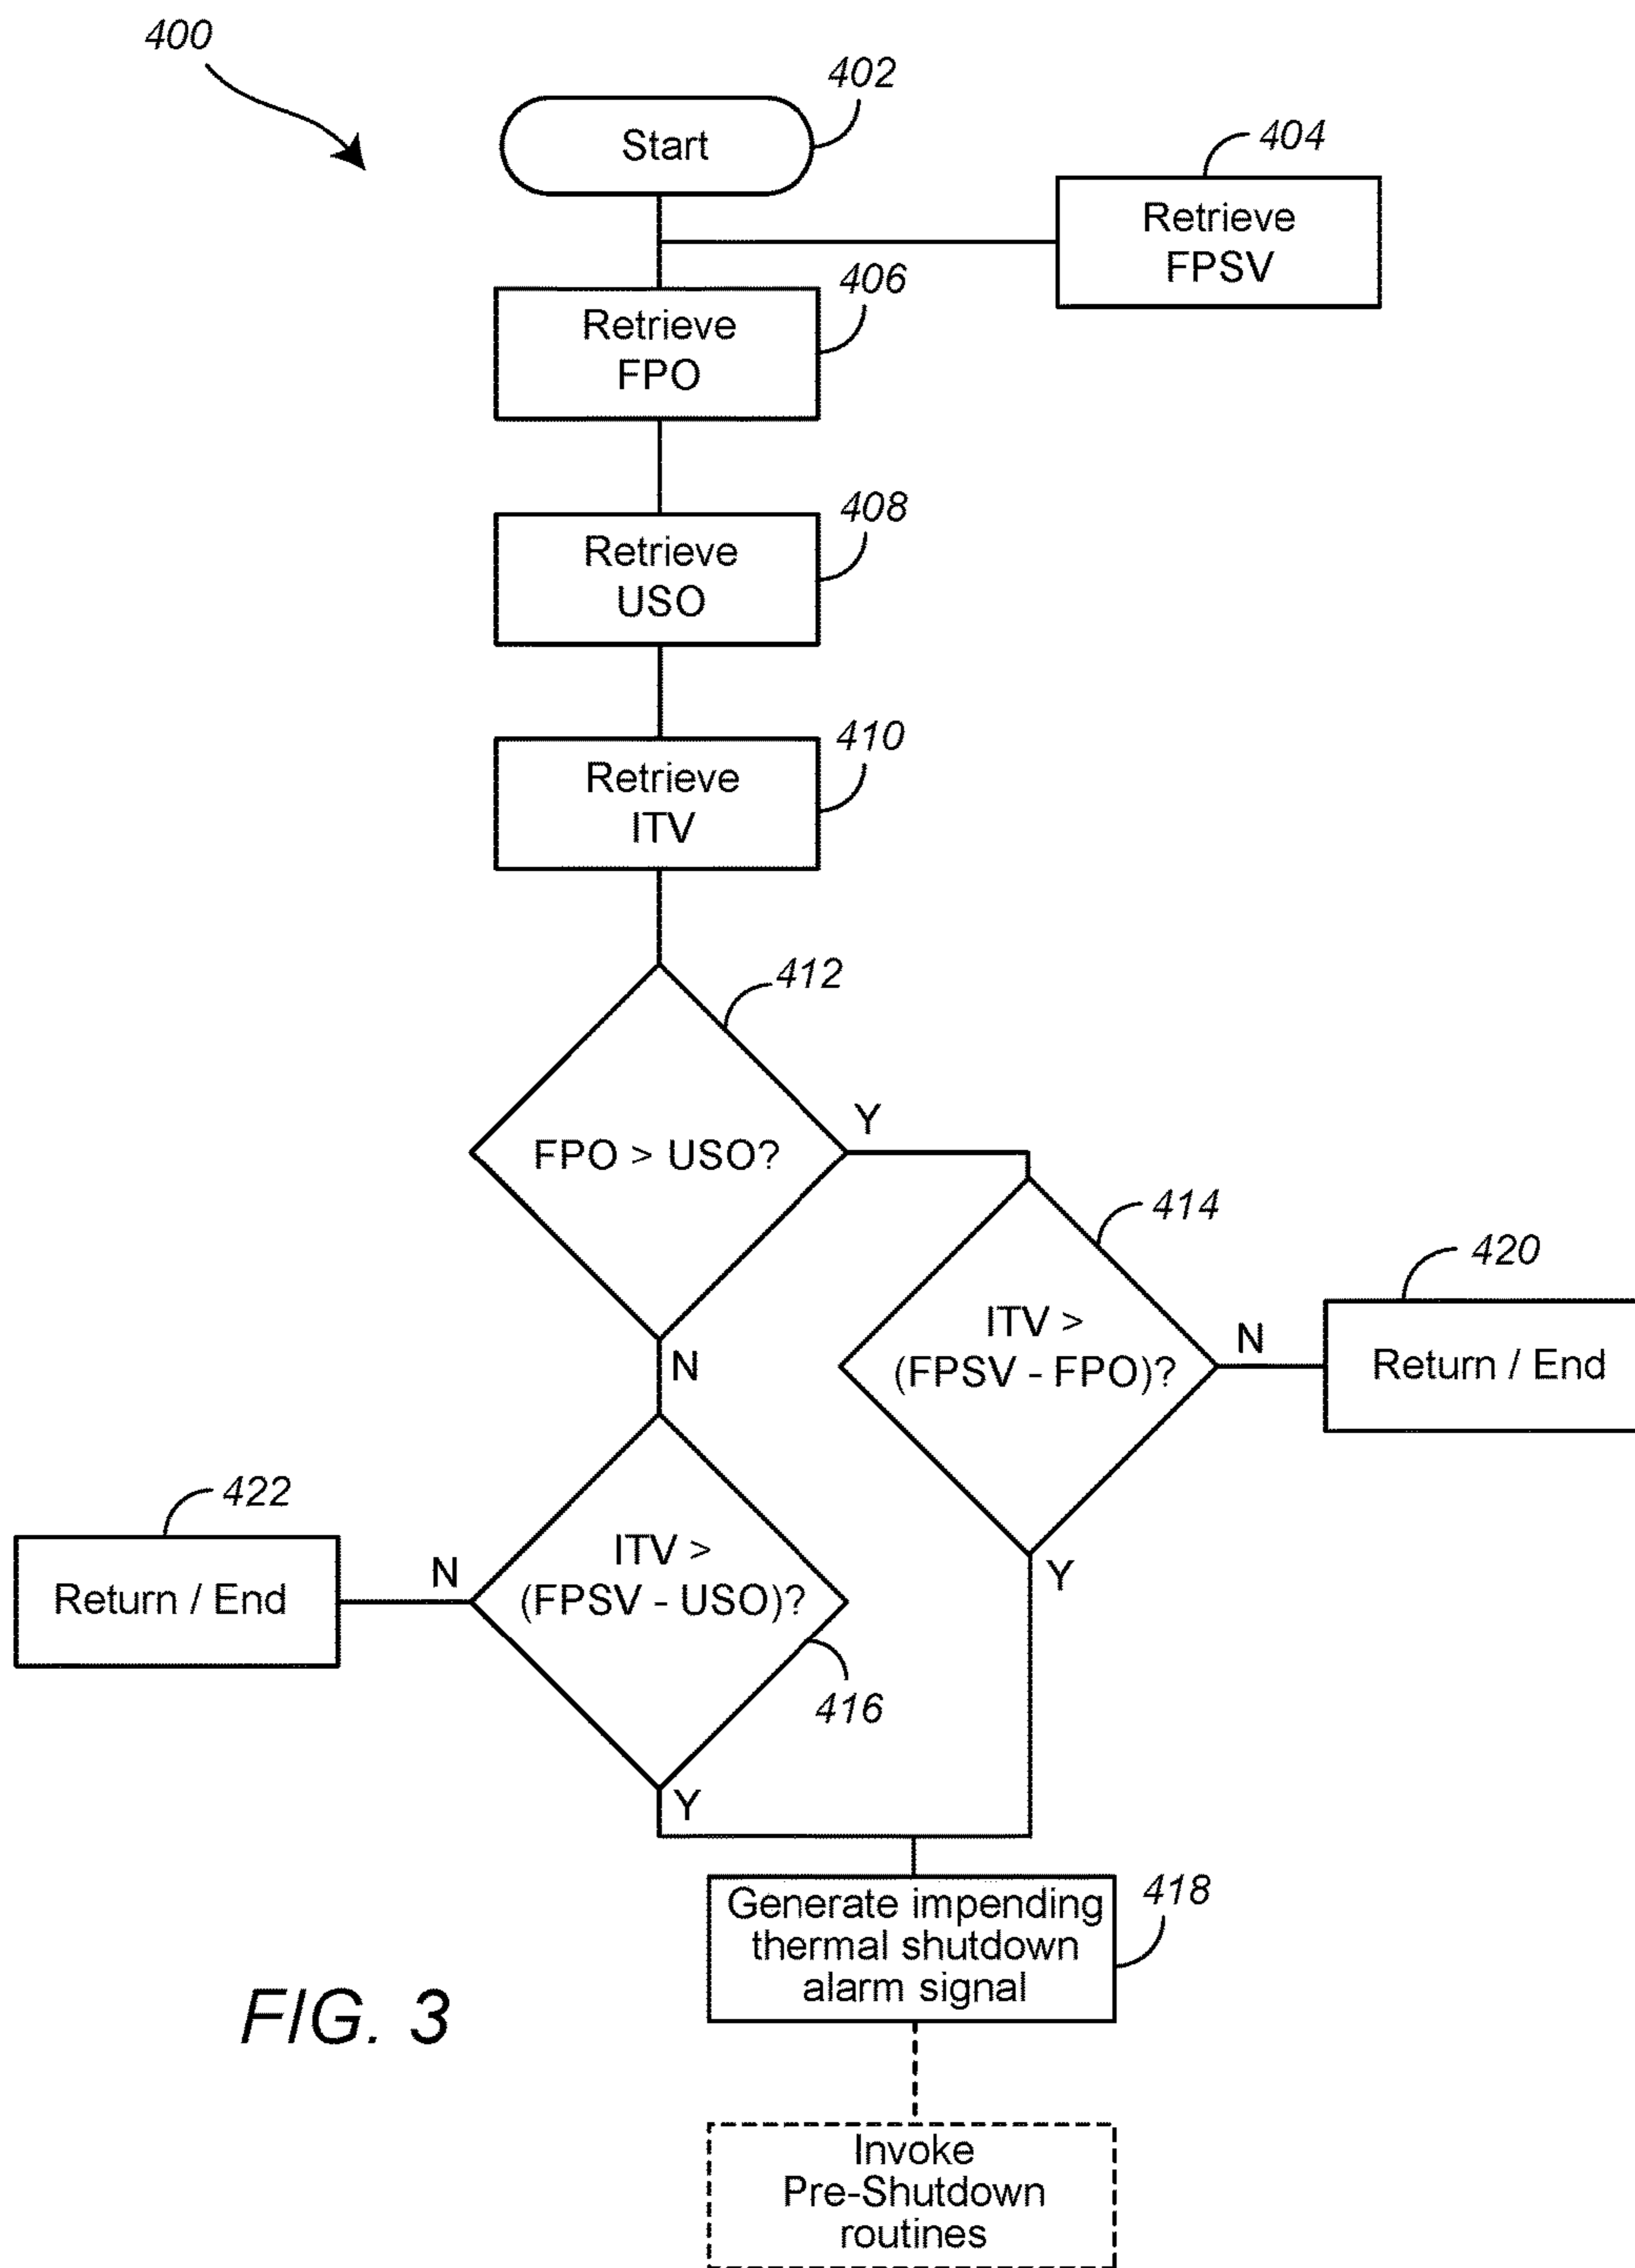 400
402
Start
404
Retrieve
FPSV
406
Retrieve
FPO
408
Retrieve
USO
410
Retrieve
ITV
412
FPO > USO?
Y
N
414
ITV >
(FPSV - FPO)?
N
Y
420
Return / End
422
Return / End
N
ITV >
(FPSV - USO)?
416
Y
Generate impending
thermal shutdown
alarm signal
418
FIG. 3
Invoke
Pre-Shutdown
routines